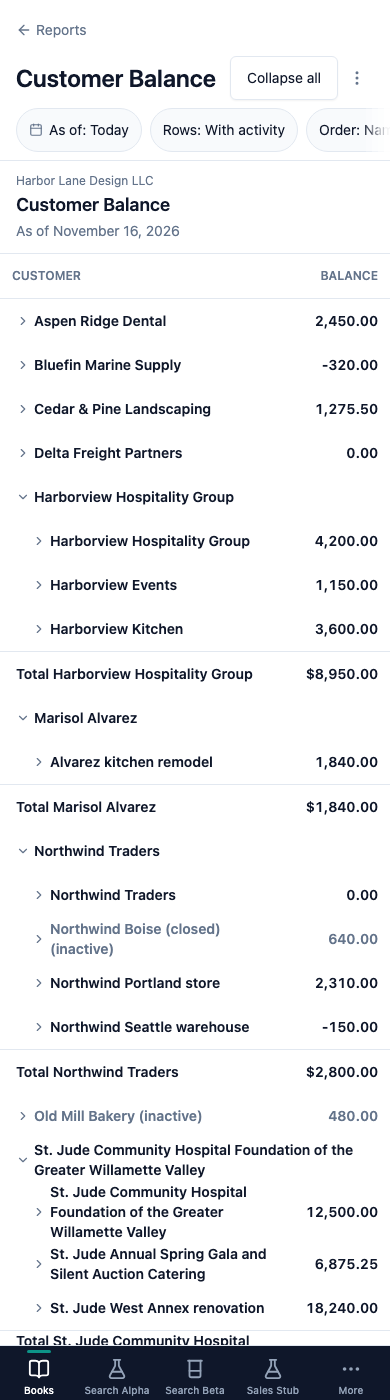 Reports
Customer Balance
Collapse all
As of: Today
Rows: With activity
Order: Nam
Harbor Lane Design LLC
Customer Balance
As of November 16, 2026
CUSTOMER BALANCE
Aspen Ridge Dental 2,450.00
Bluefin Marine Supply -320.00
Cedar & Pine Landscaping 1,275.50
Delta Freight Partners 0.00
Harborview Hospitality Group
Harborview Hospitality Group 4,200.00
Harborview Events 1,150.00
Harborview Kitchen 3,600.00
Total Harborview Hospitality Group $8,950.00
Marisol Alvarez
Alvarez kitchen remodel 1,840.00
Total Marisol Alvarez $1,840.00
Northwind Traders
Northwind Traders 0.00
Northwind Boise (closed)
(inactive) 640.00
Northwind Portland store 2,310.00
Northwind Seattle warehouse -150.00
Total Northwind Traders $2,800.00
Old Mill Bakery (inactive) 480.00
St. Jude Community Hospital Foundation of the
Greater Willamette Valley
St. Jude Community Hospital
Foundation of the Greater 12,500.00
Willamette Valley
St. Jude Annual Spring Gala and
Silent Auction Catering 6,875.25
St. Jude West Annex renovation 18,240.00
Total St. Jude Community Hospital
Books
Search Alpha
Search Beta
Sales Stub
More